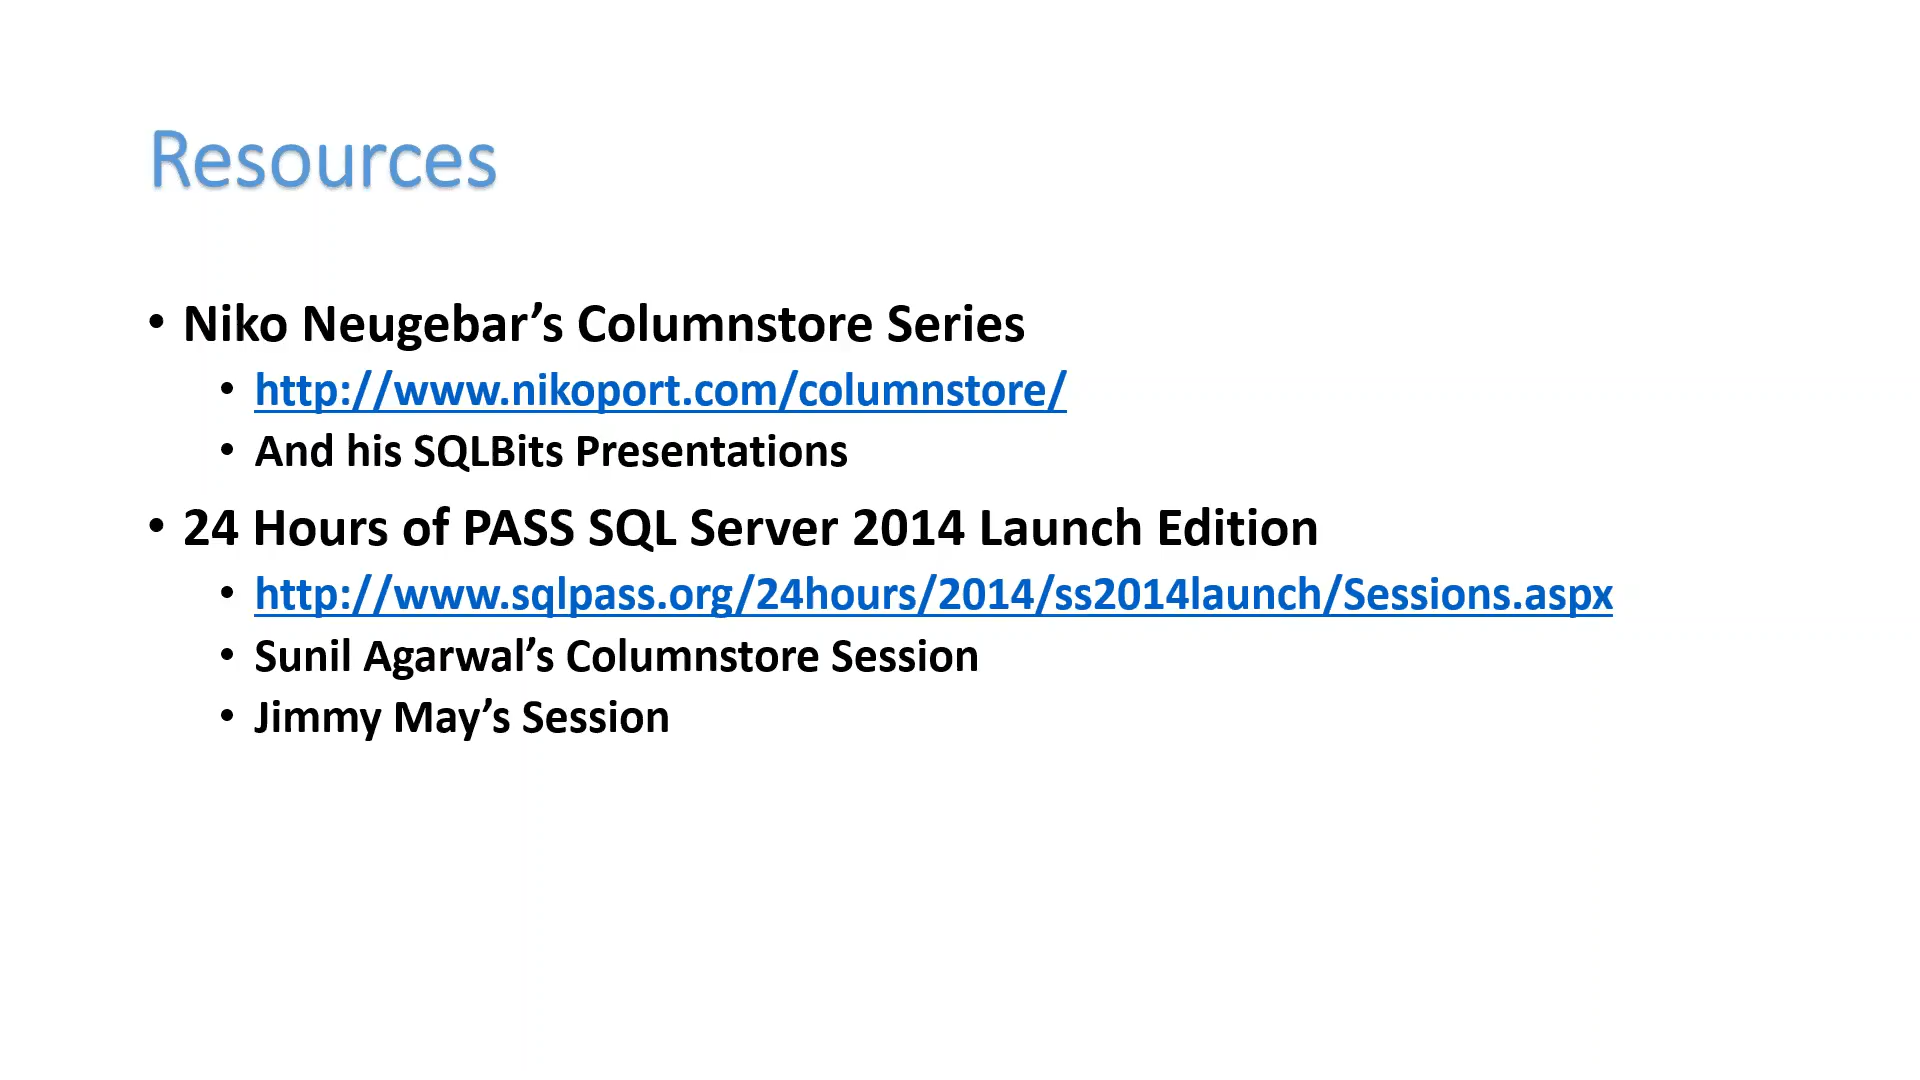 Resources
• Niko Neugebar’s Columnstore Series
• http://www.nikoport.com/columnstore/
• And his SQLBits Presentations
• 24 Hours of PASS SQL Server 2014 Launch Edition
• http://www.sqlpass.org/24hours/2014/ss2014launch/Sessions.aspx
• Sunil Agarwal’s Columnstore Session
• Jimmy May’s Session